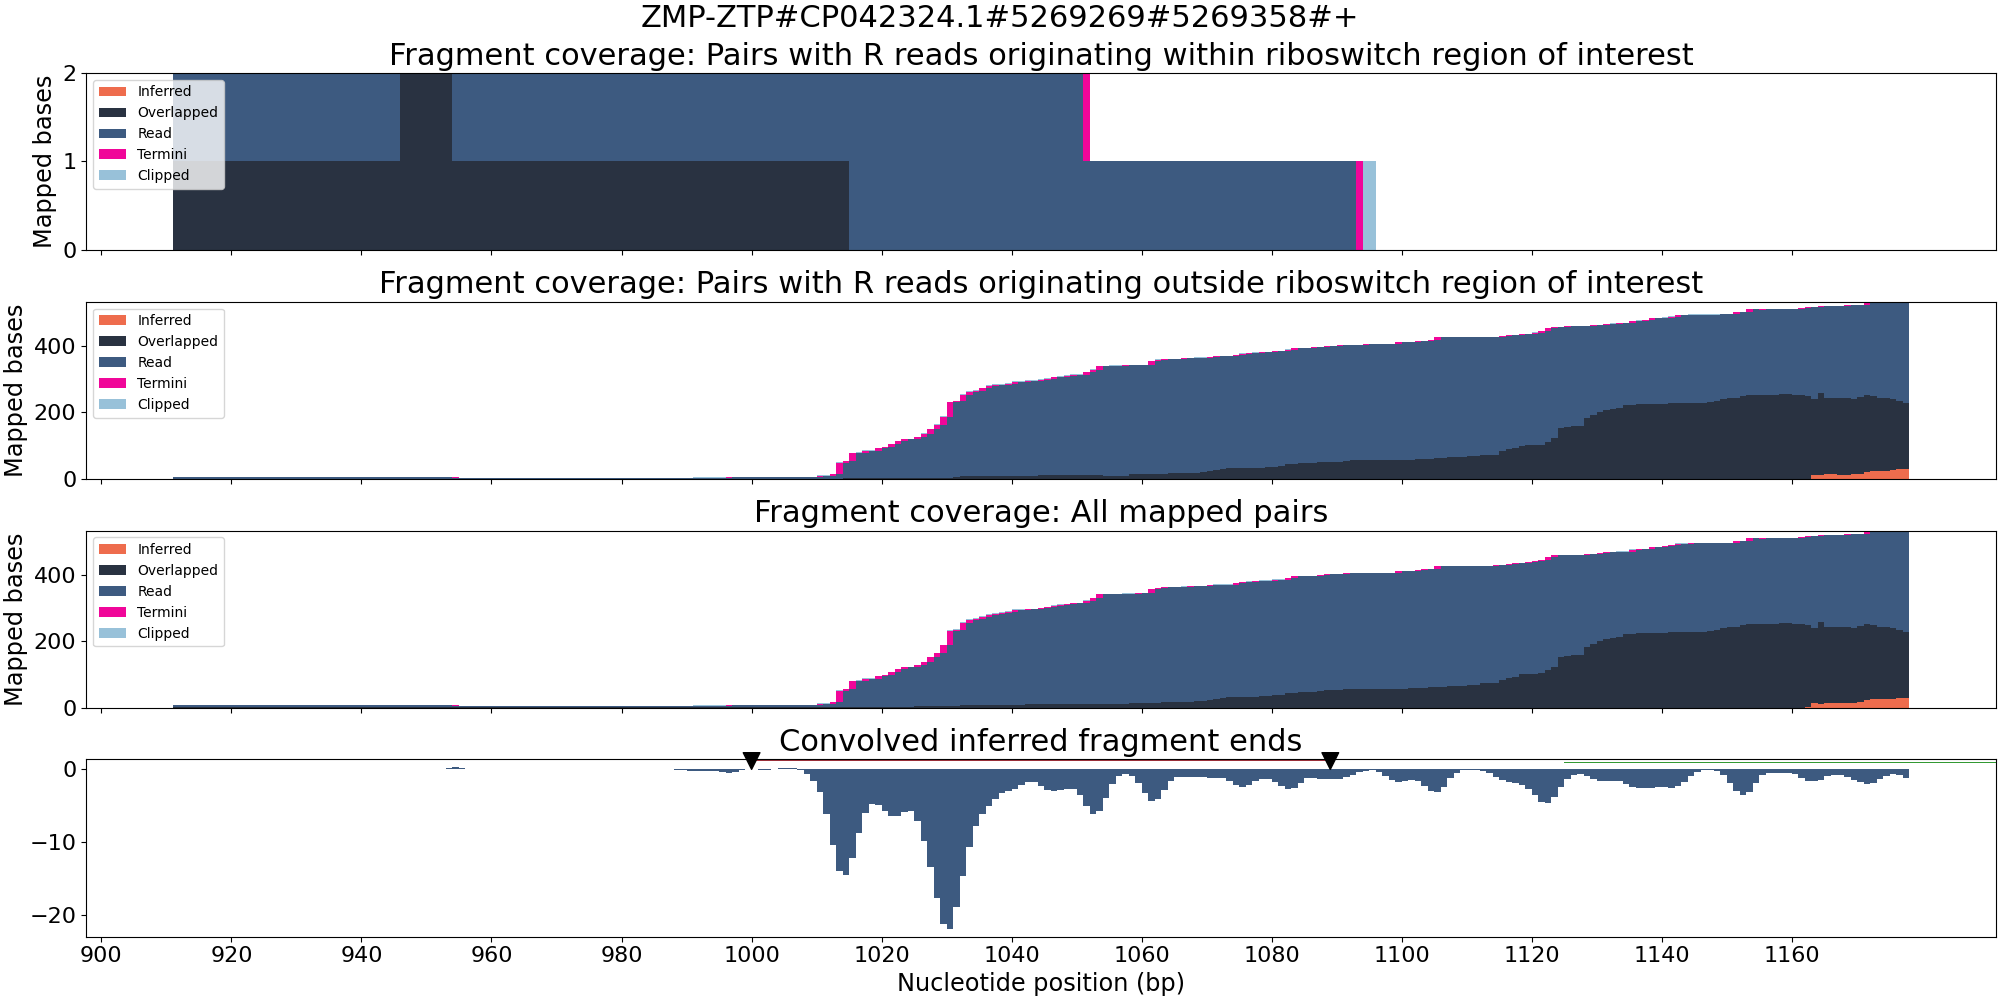 ZMP-ZTP#CP042324.1#5269269#5269358#+
Fragment coverage: Pairs with R reads originating within riboswitch region of interest
Mapped bases
2
1
0
Inferred
Overlapped
Read
Termini
Clipped
Fragment coverage: Pairs with R reads originating outside riboswitch region of interest
Mapped bases
400
200
0
Inferred
Overlapped
Read
Termini
Clipped
Fragment coverage: All mapped pairs
Mapped bases
400
200
0
Inferred
Overlapped
Read
Termini
Clipped
Convolved inferred fragment ends
0
−10
−20
900 920 940 960 980 1000 1020 1040 1060 1080 1100 1120 1140 1160
Nucleotide position (bp)